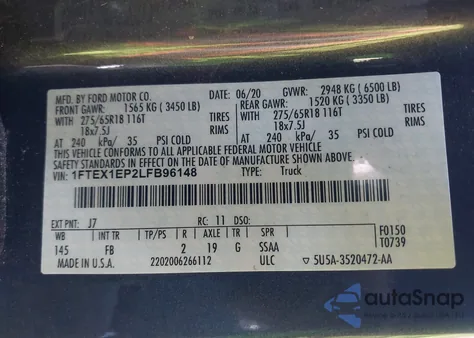 MFD. BY FORD MOTOR CO. DATE: 06/20 GVWR: 2948 KG (6500 LB)
FRONT GAWR: 1565 KG (3450 LB) REAR GAWR: 1520 KG (3350 LB)
WITH 275/65R18 116T TIRES WITH 275/65R18 116T TIRES
18x7.5J RIMS 18x7.5J RIMS
AT 240 kPa/ 35 PSI COLD AT 240 kPa/ 35 PSI COLD
THIS VEHICLE CONFORMS TO ALL APPLICABLE FEDERAL MOTOR VEHICLE
SAFETY STANDARDS IN EFFECT ON THE DATE OF MANUFACTURE SHOWN ABOVE.
VIN: 1FTEX1EP2LFB96148 TYPE: Truck
EXT PNT: J7 RC: 11 DSO: F0150
WB INT TR TP/PS R AXLE TR SPR T0739
145 FB 2 19 G SSAA
MADE IN U.S.A. 2202006266112 ULC ▽ 5U5A-3520472-AA
autoSnap